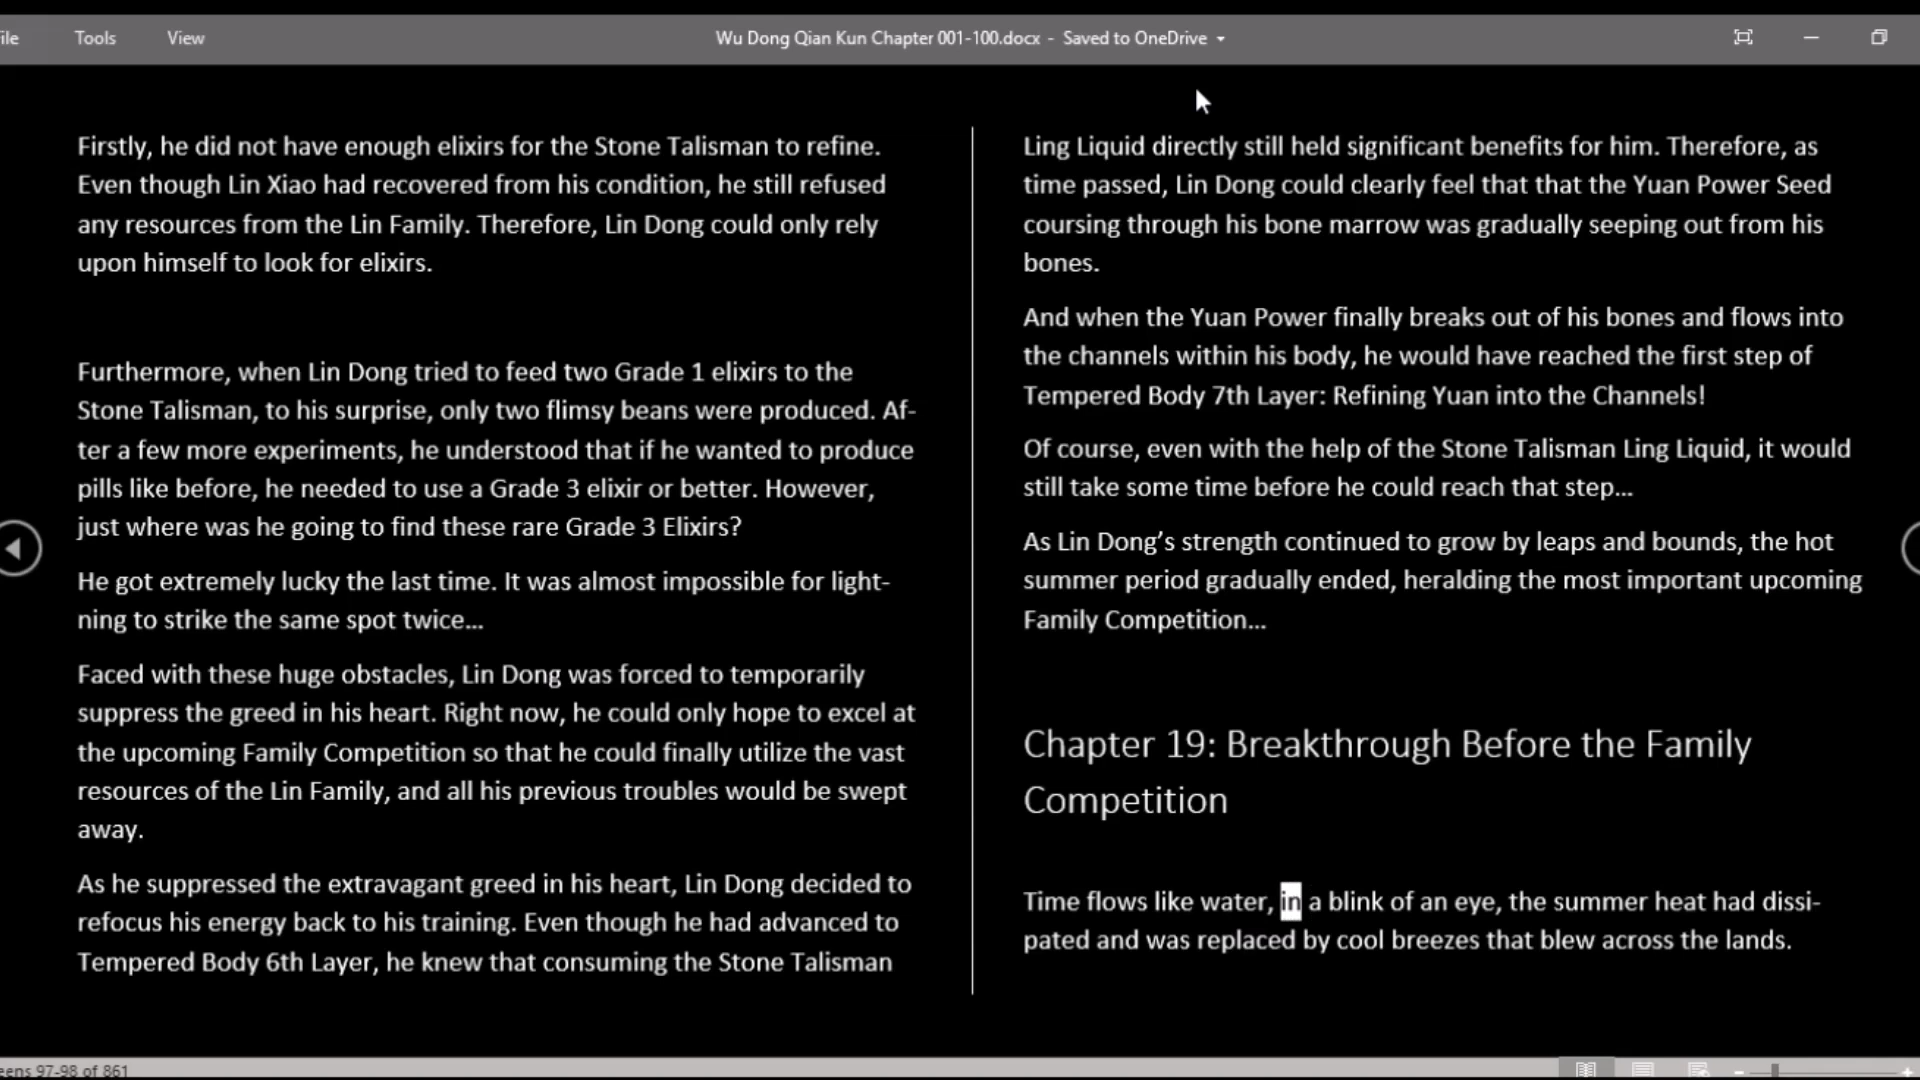 Tools View Wu Dong Qian Kun Chapter 001-100.docx - Saved to OneDrive
Firstly, he did not have enough elixirs for the Stone Talisman to refine.
Even though Lin Xiao had recovered from his condition, he still refused
any resources from the Lin Family. Therefore, Lin Dong could only rely
upon himself to look for elixirs.
Furthermore, when Lin Dong tried to feed two Grade 1 elixirs to the
Stone Talisman, to his surprise, only two flimsy beans were produced. Af-
ter a few more experiments, he understood that if he wanted to produce
pills like before, he needed to use a Grade 3 elixir or better. However,
just where was he going to find these rare Grade 3 Elixirs?
He got extremely lucky the last time. It was almost impossible for light-
ning to strike the same spot twice...
Faced with these huge obstacles, Lin Dong was forced to temporarily
suppress the greed in his heart. Right now, he could only hope to excel at
the upcoming Family Competition so that he could finally utilize the vast
resources of the Lin Family, and all his previous troubles would be swept
away.
As he suppressed the extravagant greed in his heart, Lin Dong decided to
refocus his energy back to his training. Even though he had advanced to
Tempered Body 6th Layer, he knew that consuming the Stone Talisman
Ling Liquid directly still held significant benefits for him. Therefore, as
time passed, Lin Dong could clearly feel that that the Yuan Power Seed
coursing through his bone marrow was gradually seeping out from his
bones.
And when the Yuan Power finally breaks out of his bones and flows into
the channels within his body, he would have reached the first step of
Tempered Body 7th Layer: Refining Yuan into the Channels!
Of course, even with the help of the Stone Talisman Ling Liquid, it would
still take some time before he could reach that step...
As Lin Dong’s strength continued to grow by leaps and bounds, the hot
summer period gradually ended, heralding the most important upcoming
Family Competition...
Chapter 19: Breakthrough Before the Family
Competition
Time flows like water, in a blink of an eye, the summer heat had dissi-
pated and was replaced by cool breezes that blew across the lands.
97-98 of 861